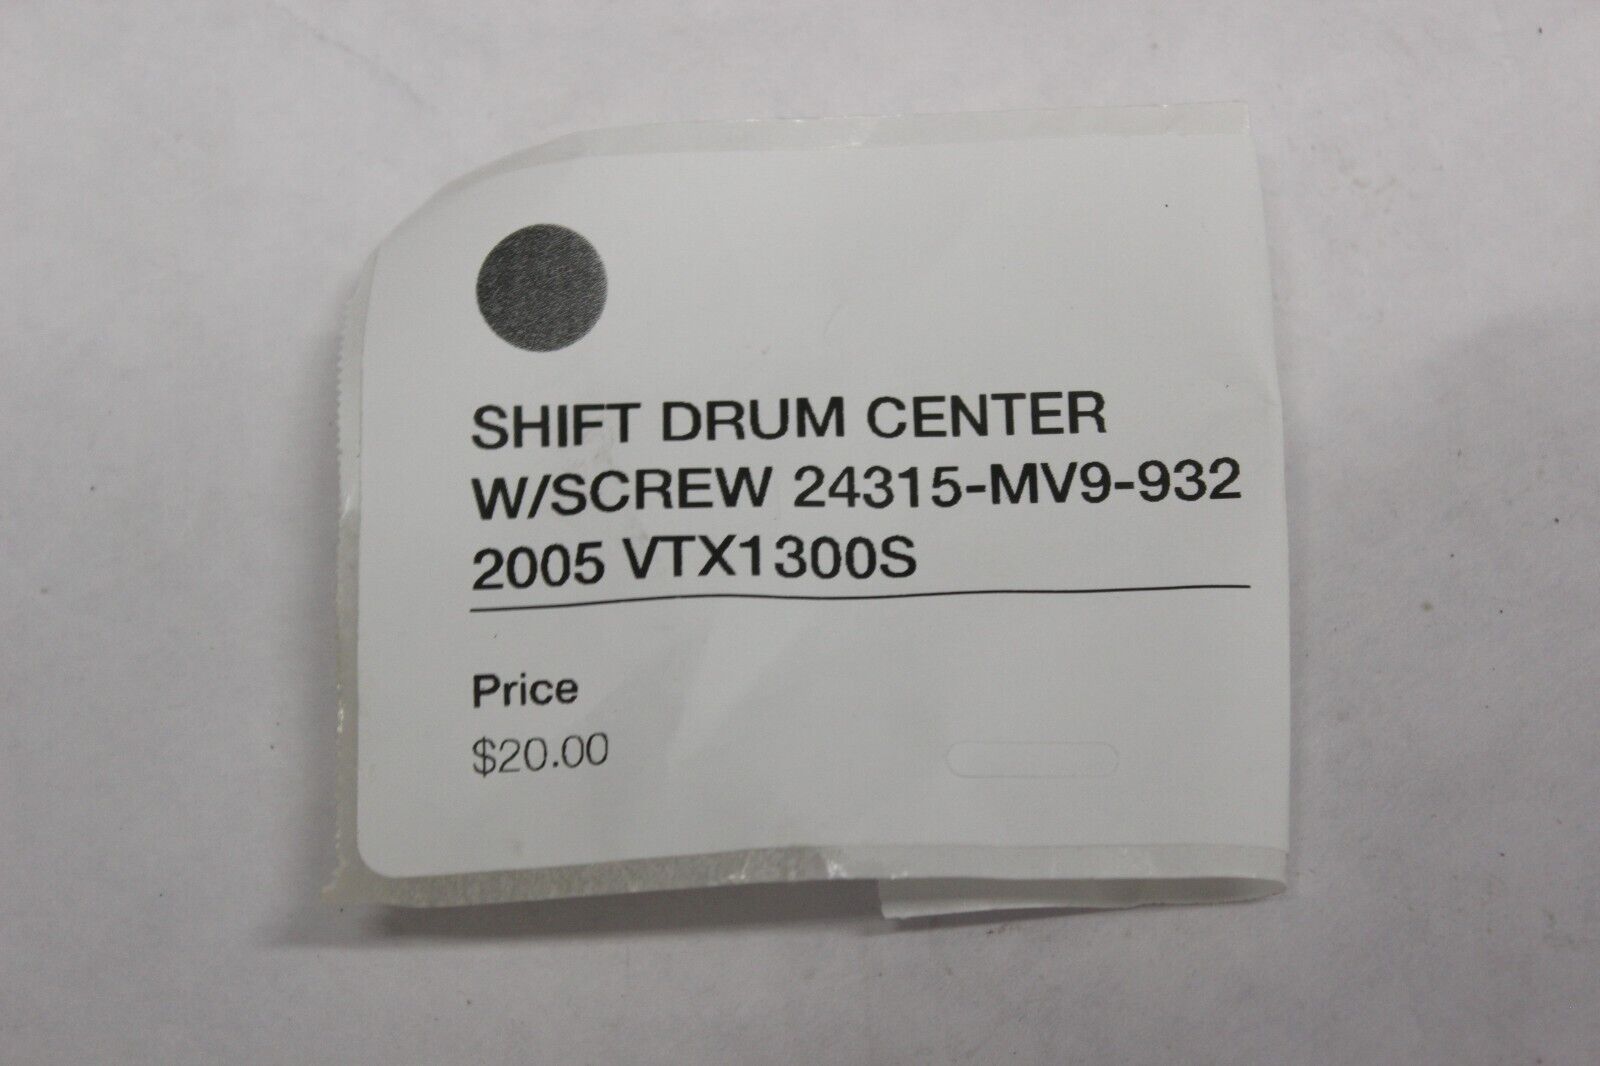 SHIFT DRUM CENTER
W/SCREW 24315-MV9-932
2005 VTX1300S
Price
$20.00